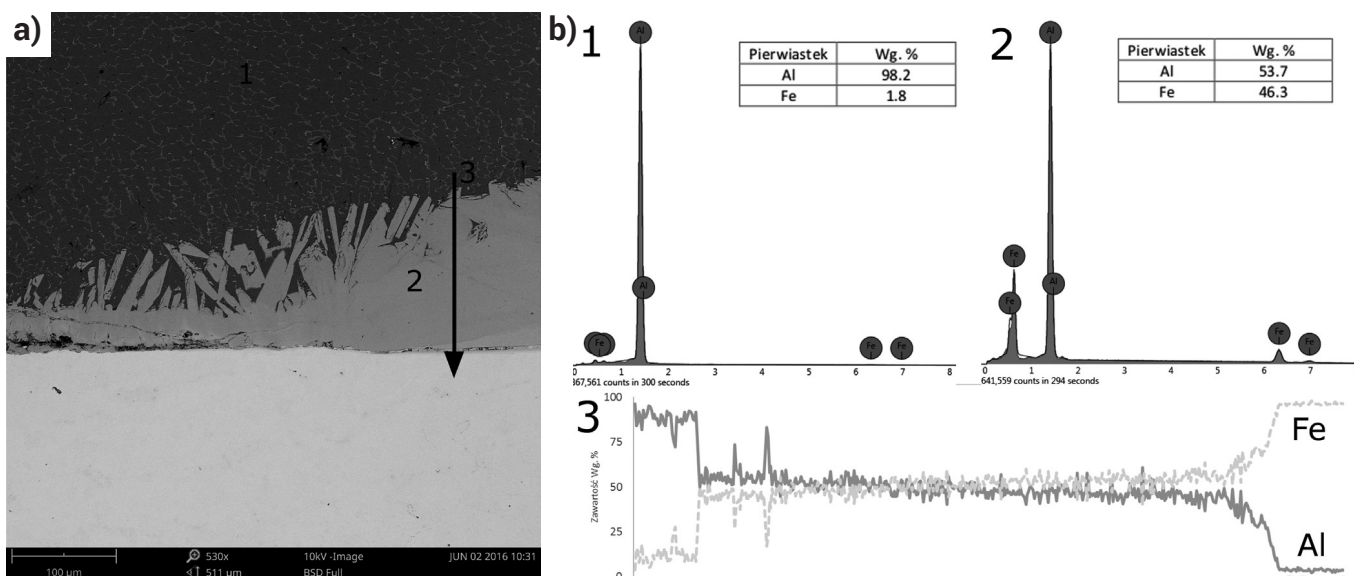 a)
1
3
2
100 µm
530x
511 µm
10kV -Image
BSD Full
JUN 02 2016 10:31
b)
1
Al
Al
Fe
Fe
Fe
Pierwiastek Wg. %
Al 98.2
Fe 1.8
0 1 2 3 4 5 6 7 8
367,561 counts in 300 seconds
2
Al
Al
Fe
Fe
Fe
Fe
Pierwiastek Wg. %
Al 53.7
Fe 46.3
0 1 2 3 4 5 6 7
641,559 counts in 294 seconds
3
Zawartość Wg. %
100
75
50
25
0
Fe
Al